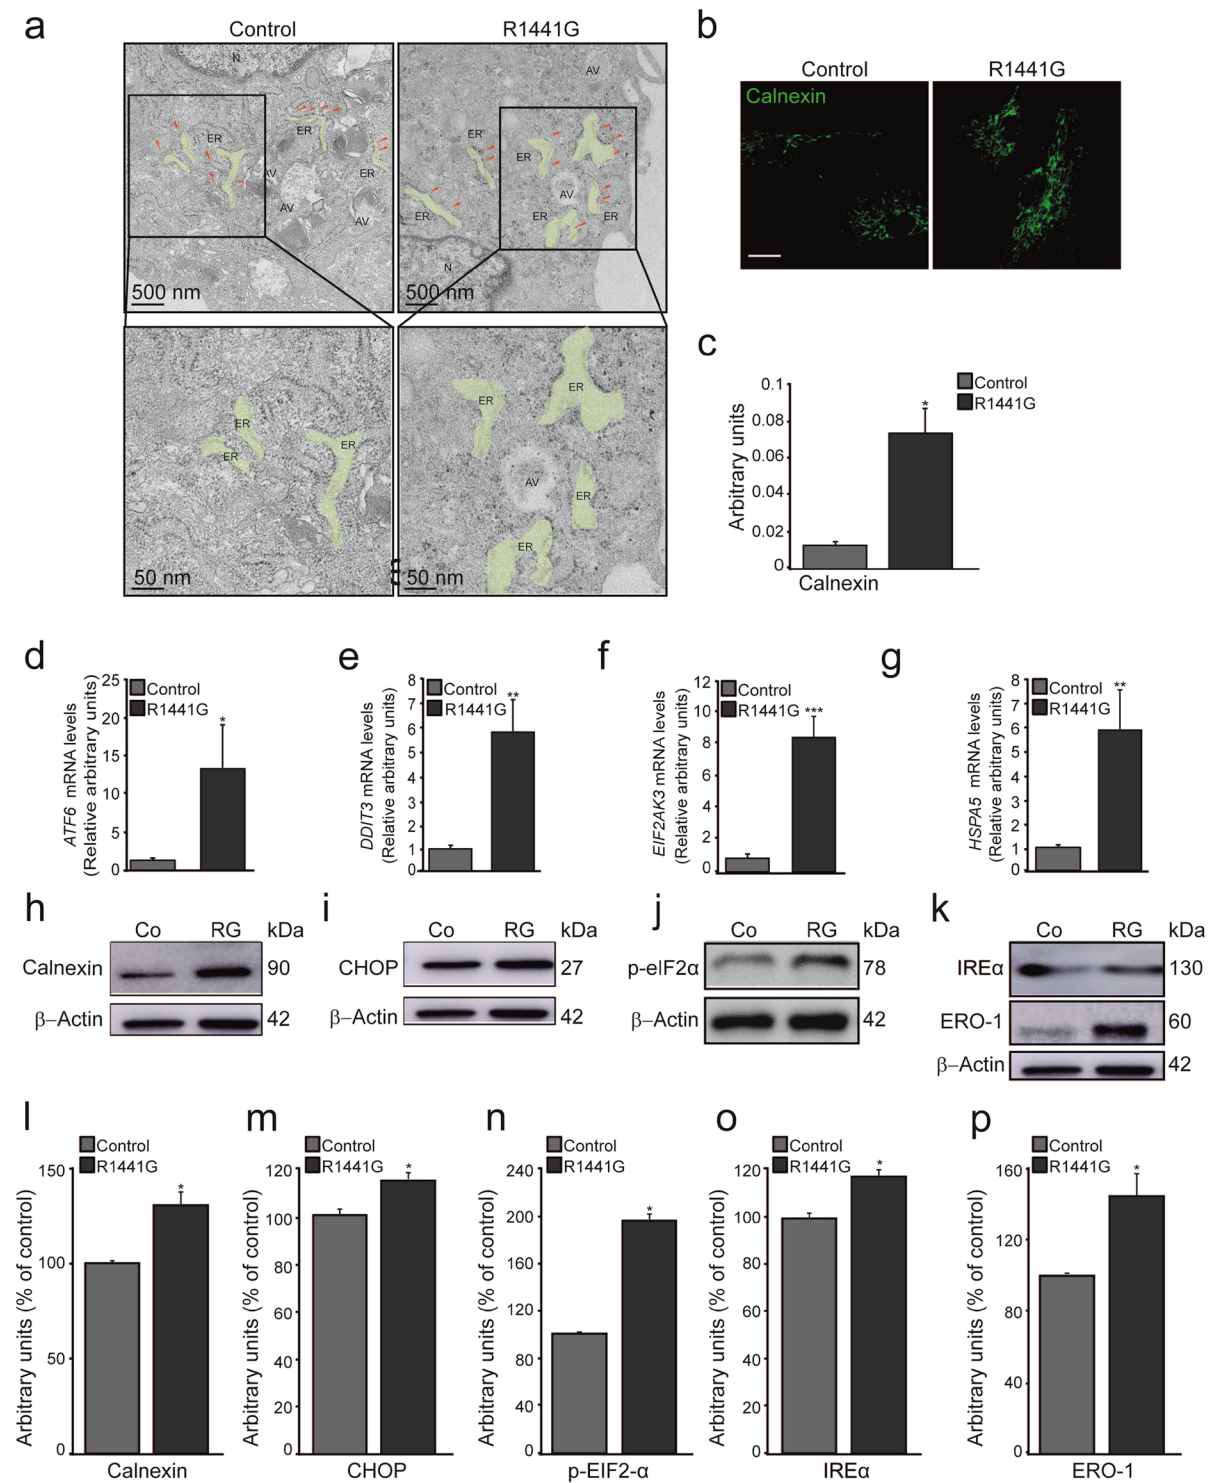 a
Control
R1441G
N
ER
ER
AV
AV
AV
ER
500 nm
AV
ER
ER
AV
ER
ER
ER
N
500 nm
ER
ER
ER
50 nm
ER
ER
AV
ER
ER
50 nm
b
Control
R1441G
Calnexin
c
Arbitrary units
0.1
0.08
0.06
0.04
0.02
0
*
Control
R1441G
Calnexin
d
ATF6 mRNA levels
(Relative arbitrary units)
25
20
15
10
5
0
Control
R1441G
*
e
DDIT3 mRNA levels
(Relative arbitrary units)
8
7
6
5
4
3
2
1
0
Control
R1441G
**
f
EIF2AK3 mRNA levels
(Relative arbitrary units)
12
10
8
6
4
2
0
Control
R1441G
***
g
HSPA5 mRNA levels
(Relative arbitrary units)
8
7
6
5
4
3
2
1
0
Control
R1441G
**
h
Co RG kDa
Calnexin 90
β–Actin 42
i
Co RG kDa
CHOP 27
β–Actin 42
j
Co RG kDa
p-eIF2α 78
β–Actin 42
k
Co RG kDa
IREα 130
ERO-1 60
β–Actin 42
l
Control
R1441G
Arbitrary units (% of control)
150
100
50
0
*
Calnexin
m
Control
R1441G
Arbitrary units (% of control)
120
100
80
60
40
20
0
*
CHOP
n
Control
R1441G
Arbitrary units (% of control)
240
200
160
120
80
40
0
*
p-EIF2-α
o
Control
R1441G
Arbitrary units (% of control)
120
100
80
60
40
20
0
*
IREα
p
Control
R1441G
Arbitrary units (% of control)
160
120
80
40
0
*
ERO-1